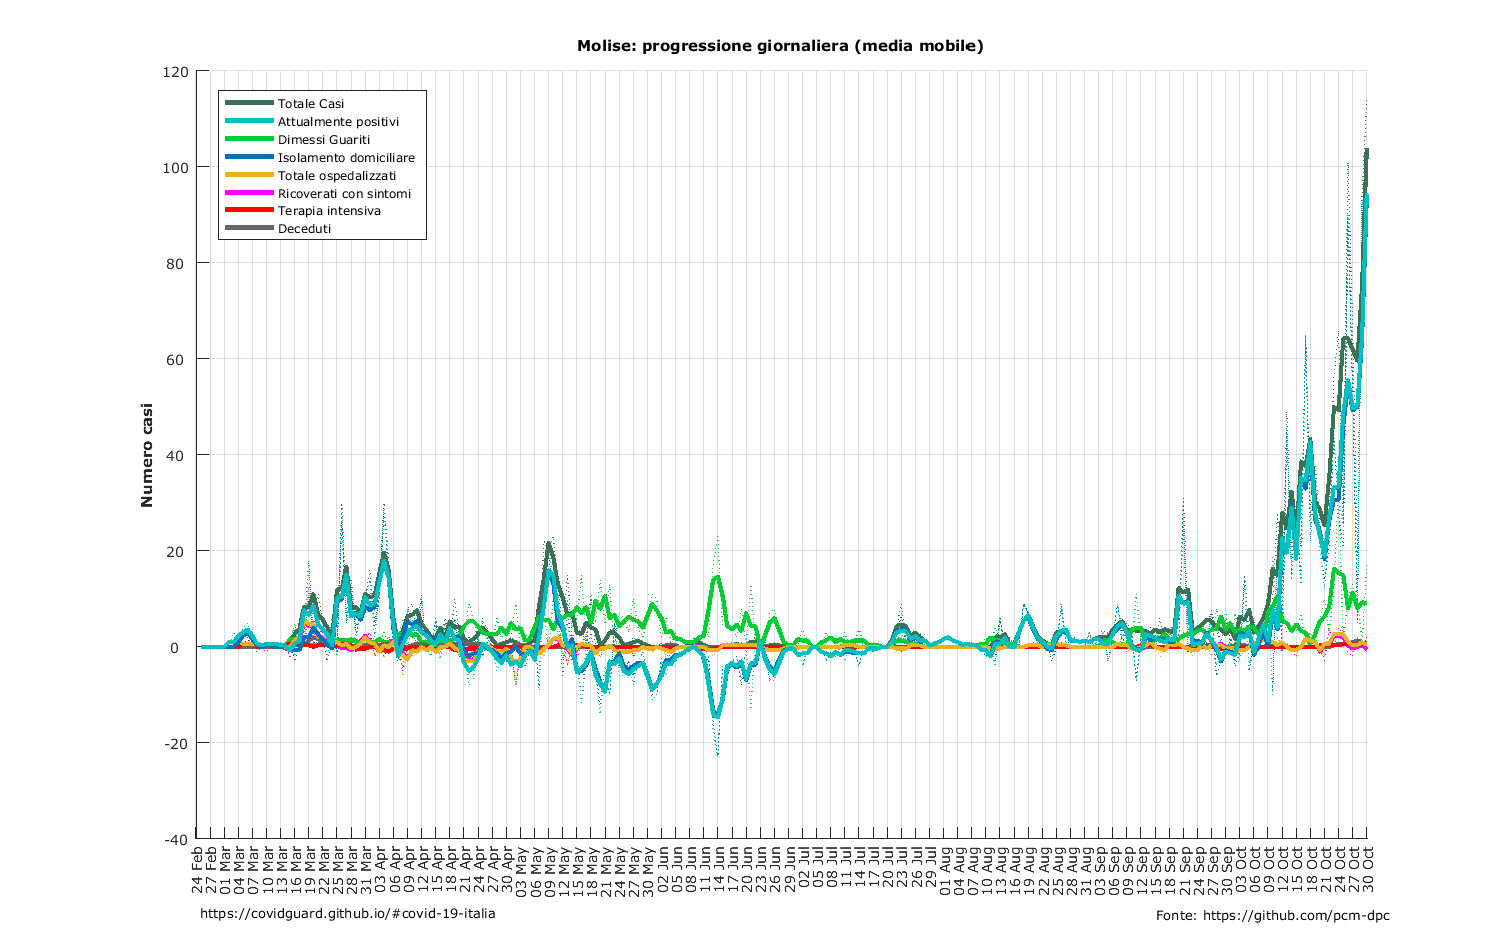 Molise: progressione giornaliera (media mobile)
120
100
80
60
40
20
0
-20
-40
Numero casi
Totale Casi
Attualmente positivi
Dimessi Guariti
Isolamento domiciliare
Totale ospedalizzati
Ricoverati con sintomi
Terapia intensiva
Deceduti
24 Feb
27 Feb
01 Mar
04 Mar
07 Mar
10 Mar
13 Mar
16 Mar
19 Mar
22 Mar
25 Mar
28 Mar
31 Mar
03 Apr
06 Apr
09 Apr
12 Apr
15 Apr
18 Apr
21 Apr
24 Apr
27 Apr
30 Apr
03 May
06 May
09 May
12 May
15 May
18 May
21 May
24 May
27 May
30 May
02 Jun
05 Jun
08 Jun
11 Jun
14 Jun
17 Jun
20 Jun
23 Jun
26 Jun
29 Jun
02 Jul
05 Jul
08 Jul
11 Jul
14 Jul
17 Jul
20 Jul
23 Jul
26 Jul
29 Jul
01 Aug
04 Aug
07 Aug
10 Aug
13 Aug
16 Aug
19 Aug
22 Aug
25 Aug
28 Aug
31 Aug
03 Sep
06 Sep
09 Sep
12 Sep
15 Sep
18 Sep
21 Sep
24 Sep
27 Sep
30 Sep
03 Oct
06 Oct
09 Oct
12 Oct
15 Oct
18 Oct
21 Oct
24 Oct
27 Oct
30 Oct
https://covidguard.github.io/#covid-19-italia
Fonte: https://github.com/pcm-dpc